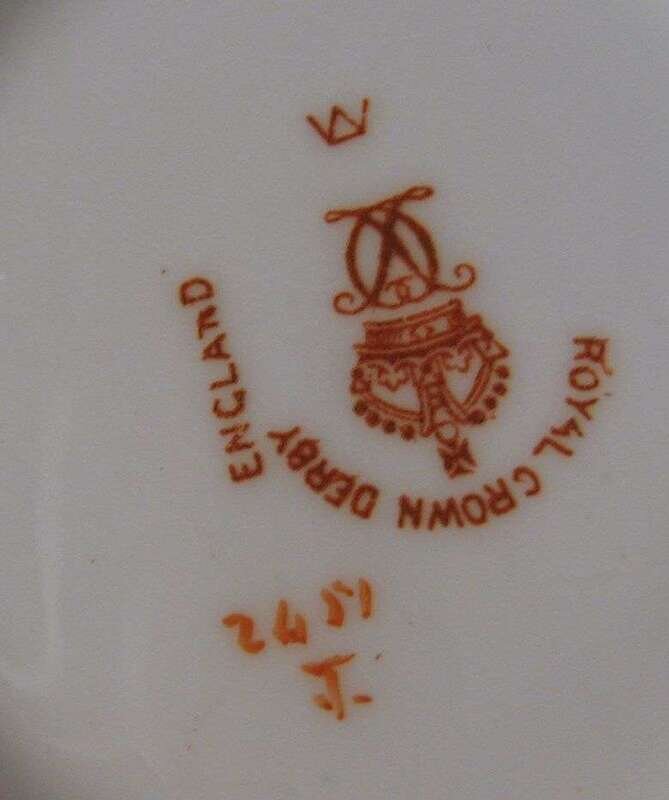 ROYAL CROWN DERBY
ENGLAND
2451